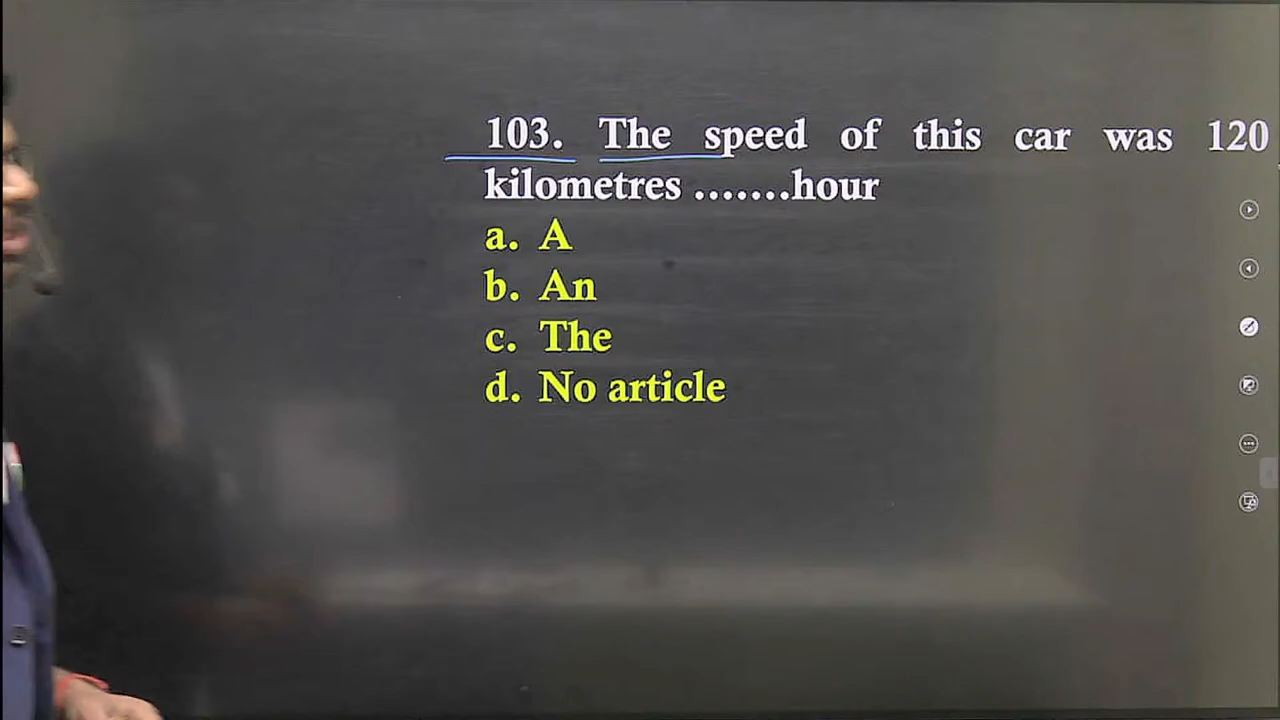 103. The speed of this car was 120
kilometres .......hour
a. A
b. An
c. The
d. No article